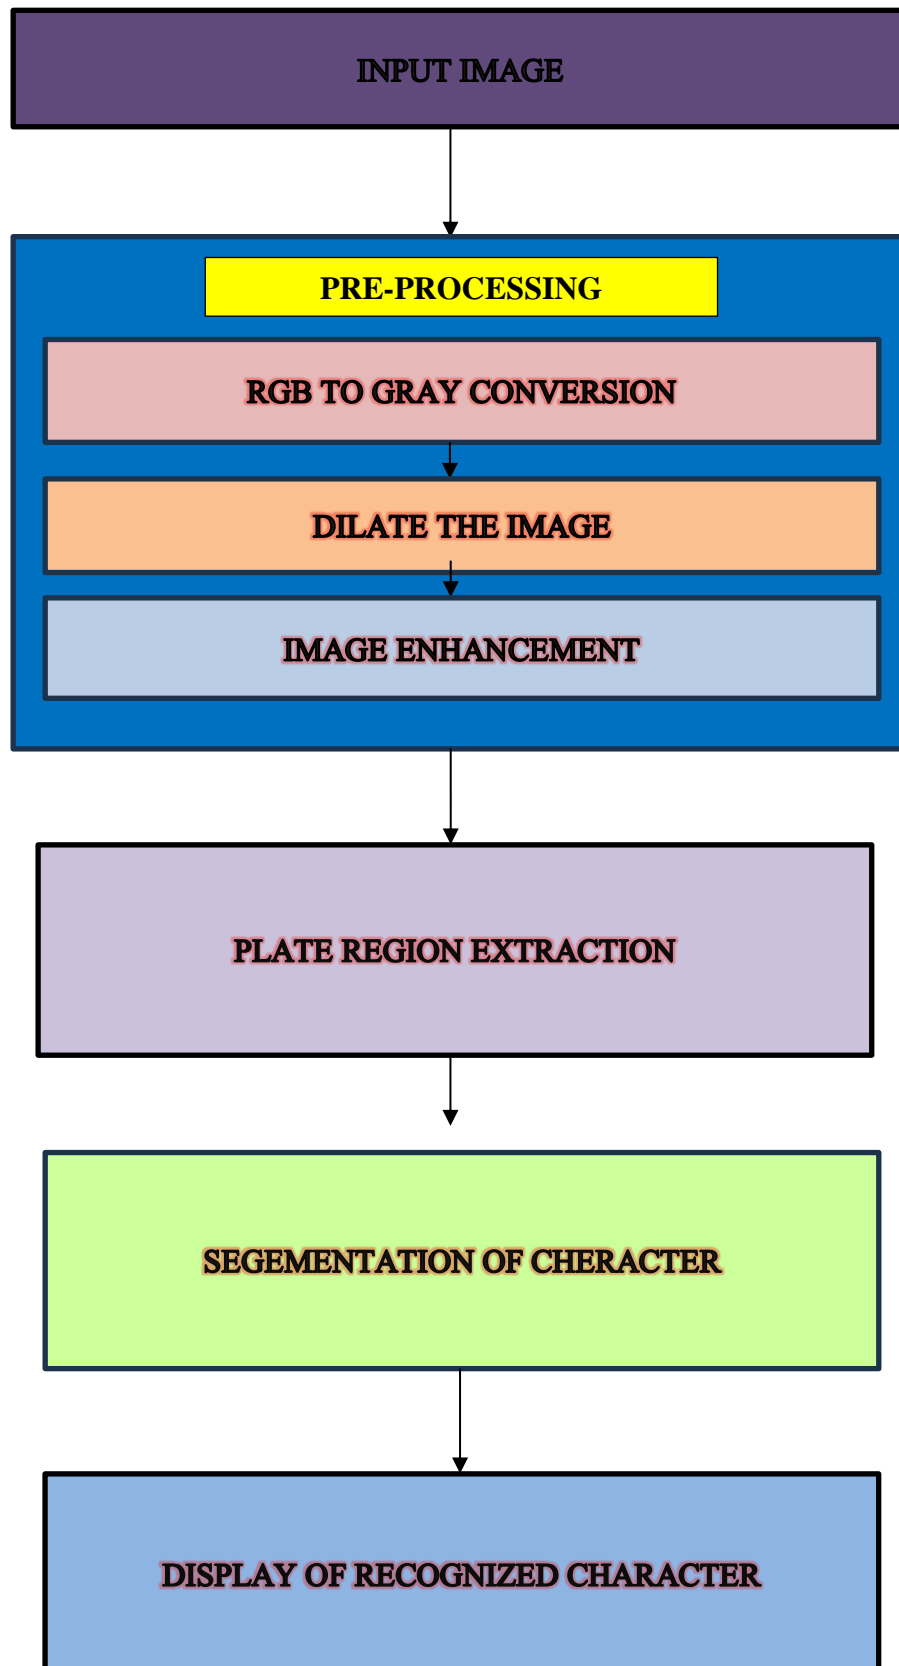 INPUT IMAGE
PRE-PROCESSING
RGB TO GRAY CONVERSION
DILATE THE IMAGE
IMAGE ENHANCEMENT
PLATE REGION EXTRACTION
SEGEMENTATION OF CHERACTER
DISPLAY OF RECOGNIZED CHARACTER